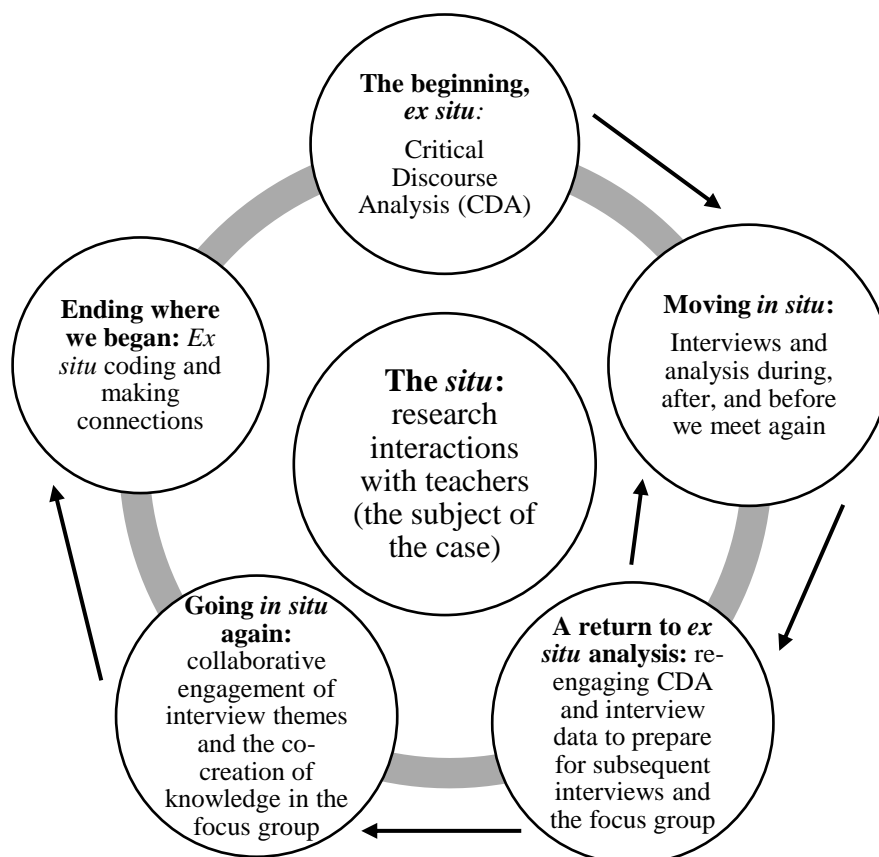 The beginning,
ex situ:
Critical
Discourse
Analysis (CDA)
Moving in situ:
Interviews and
analysis during,
after, and before
we meet again
A return to ex
situ analysis: re-
engaging CDA
and interview
data to prepare
for subsequent
interviews and
the focus group
Going in situ
again:
collaborative
engagement of
interview themes
and the co-
creation of
knowledge in the
focus group
Ending where
we began: Ex
situ coding and
making
connections
The situ:
research
interactions
with teachers
(the subject of
the case)